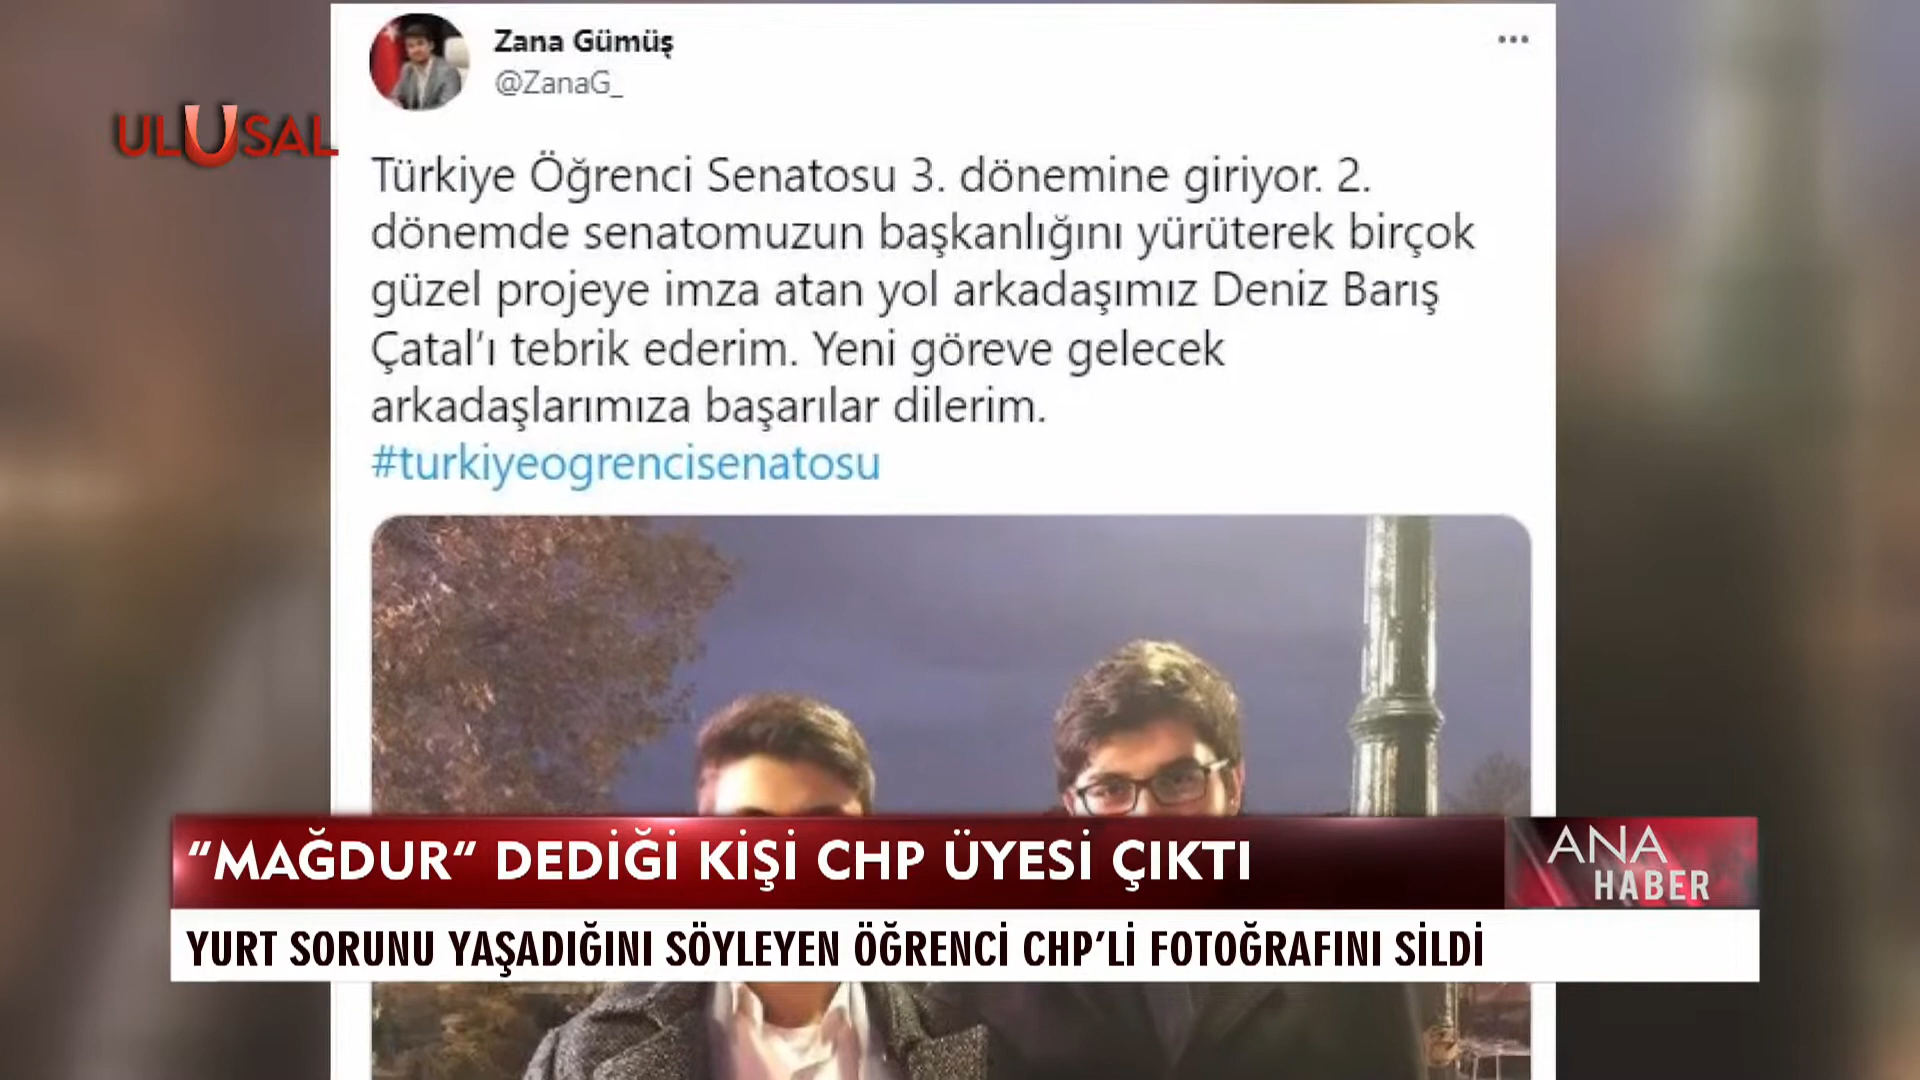 Zana Gümüş
@ZanaG_
ULUSAL
Türkiye Öğrenci Senatosu 3. dönemine giriyor. 2.
dönemde senatomuzun başkanlığını yürüterek birçok
güzel projeye imza atan yol arkadaşımız Deniz Barış
Çatal’ı tebrik ederim. Yeni göreve gelecek
arkadaşlarımıza başarılar dilerim.
#turkiyeogrencisenatosu
“MAĞDUR“ DEDİĞİ KİŞİ CHP ÜYESİ ÇIKTI
ANA
HABER
YURT SORUNU YAŞADIĞINI SÖYLEYEN ÖĞRENCİ CHP’Lİ FOTOĞRAFINI SİLDİ